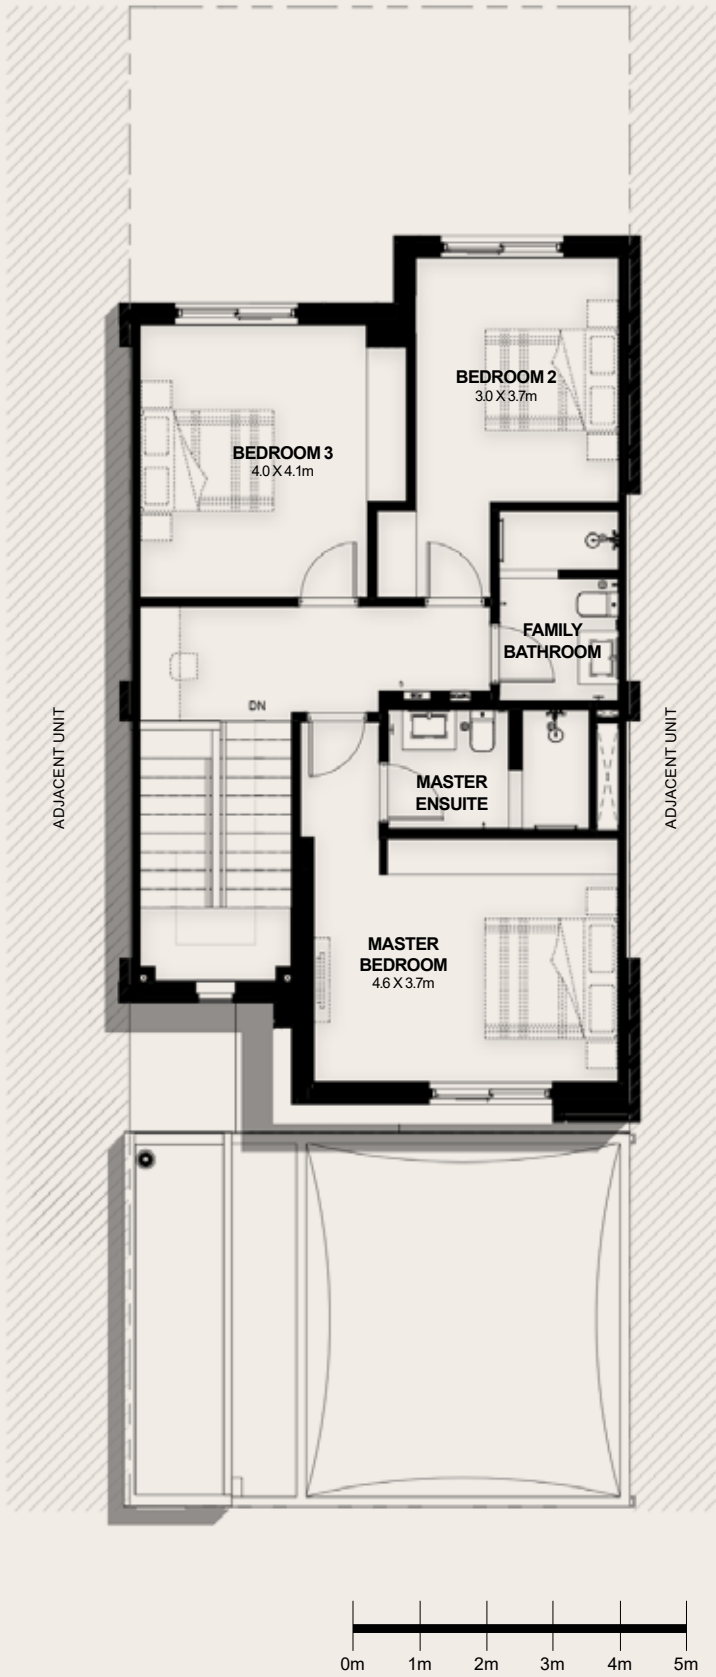 BEDROOM 2
3.0 X 3.7m
BEDROOM 3
4.0 X 4.1m
FAMILY
BATHROOM
DN
ADJACENT UNIT
ADJACENT UNIT
MASTER
ENSUITE
MASTER
BEDROOM
4.6 X 3.7m
0m 1m 2m 3m 4m 5m